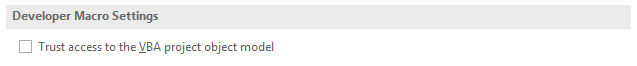 Developer Macro Settings
Trust access to the VBA project object model